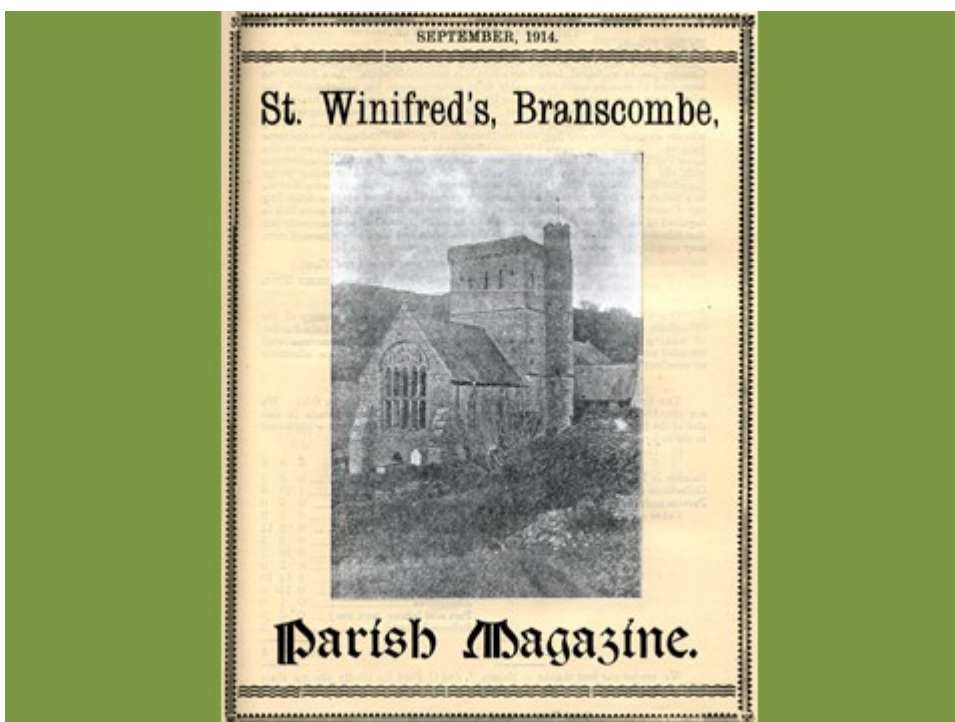 SEPTEMBER, 1914.
St. Winifred's, Branscombe,
Parish Magazine.